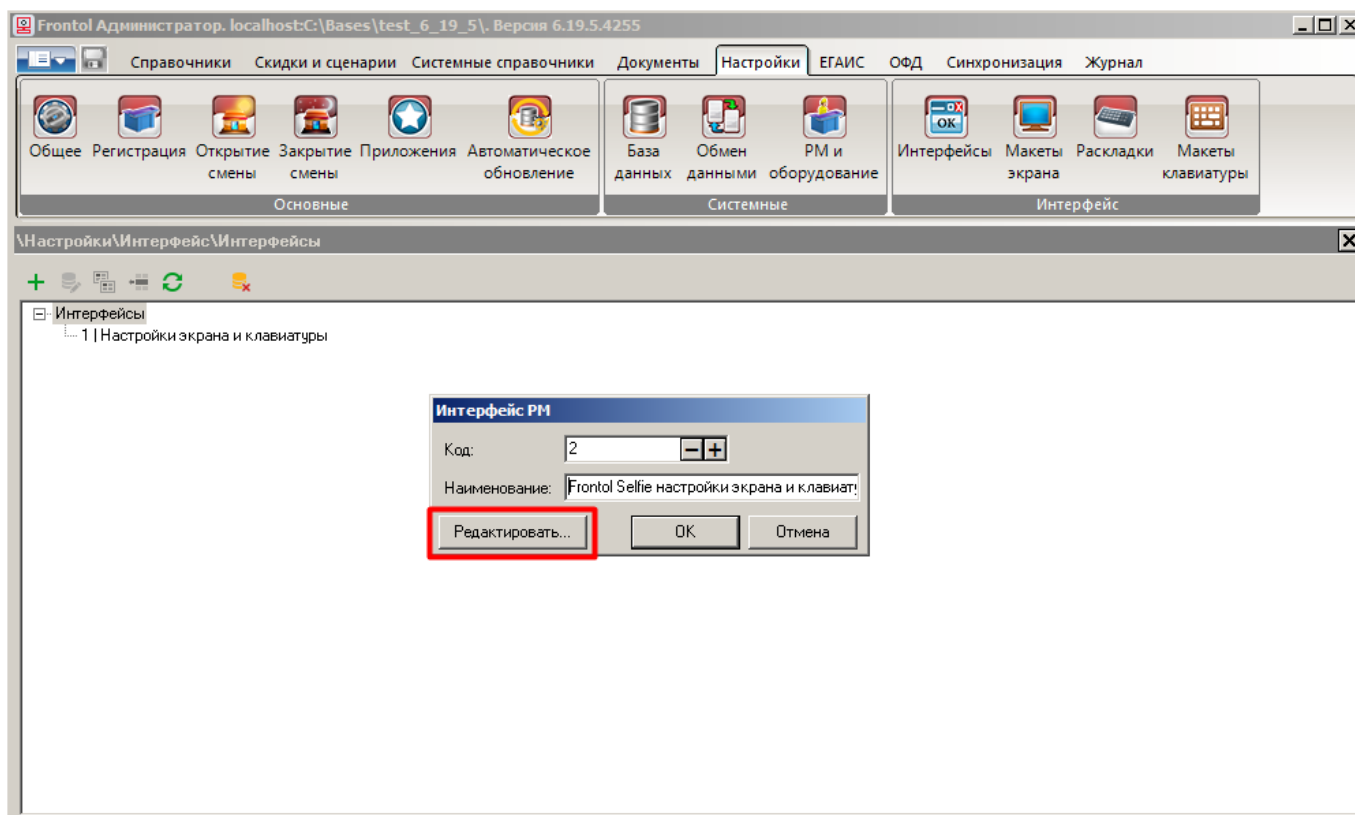 Frontol Администратор. localhost:C:\Bases\test_6_19_5\. Версия 6.19.5.4255
Справочники Скидки и сценарии Системные справочники Документы Настройки ЕГАИС ОФД Синхронизация Журнал
Общее Регистрация Открытие смены Закрытие смены Приложения Автоматическое обновление База данных Обмен данными РМ и оборудование Интерфейсы Макеты экрана Раскладки Макеты клавиатуры
Основные Системные Интерфейс
\Настройки\Интерфейс\Интерфейсы
Интерфейсы
1 | Настройки экрана и клавиатуры
Интерфейс РМ
Код: 2
Наименование: Frontol Selfie настройки экрана и клавиату
Редактировать... OK Отмена